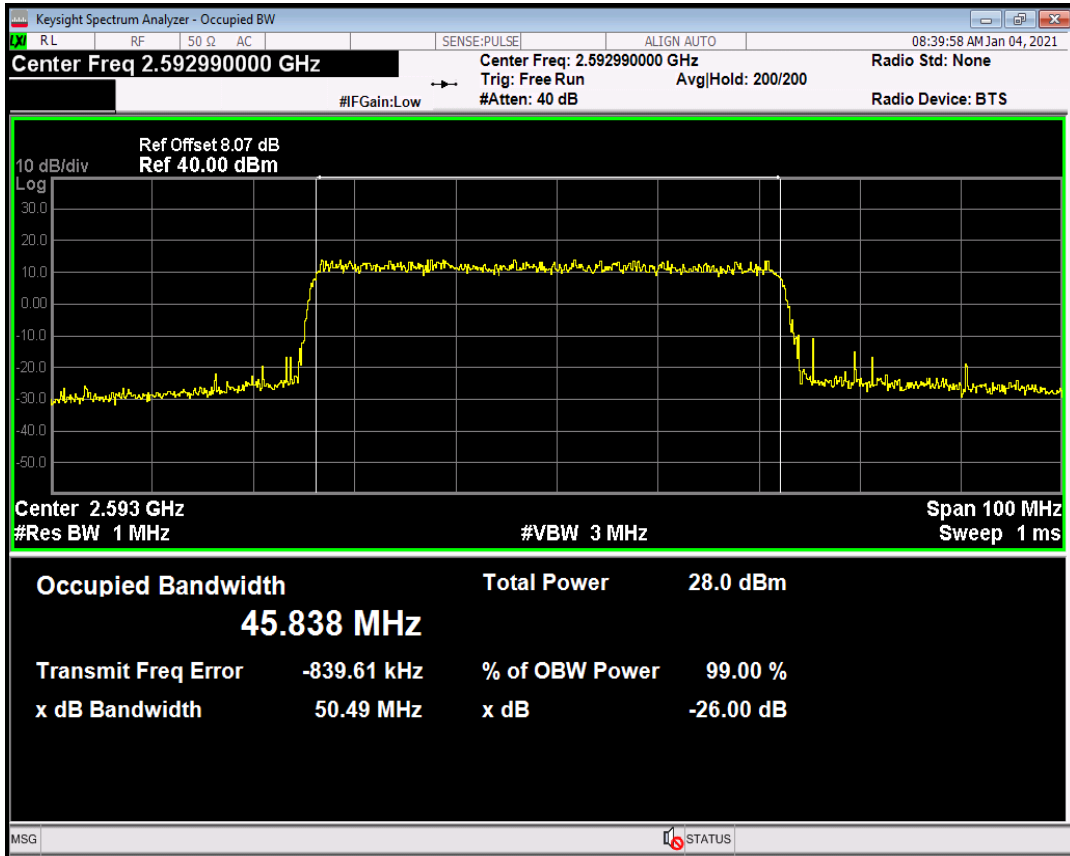 Keysight Spectrum Analyzer - Occupied BW
LXI RL RF 50 Ω AC SENSE:PULSE ALIGN AUTO 08:39:58 AM Jan 04, 2021
Center Freq 2.592990000 GHz
Center Freq: 2.592990000 GHz Radio Std: None
Trig: Free Run Avg|Hold: 200/200
#IFGain:Low #Atten: 40 dB Radio Device: BTS
Ref Offset 8.07 dB
10 dB/div Ref 40.00 dBm
Log
30.0
20.0
10.0
0.00
-10.0
-20.0
-30.0
-40.0
-50.0
Center 2.593 GHz Span 100 MHz
#Res BW 1 MHz #VBW 3 MHz Sweep 1 ms
Occupied Bandwidth Total Power 28.0 dBm
45.838 MHz
Transmit Freq Error -839.61 kHz % of OBW Power 99.00 %
x dB Bandwidth 50.49 MHz x dB -26.00 dB
MSG STATUS